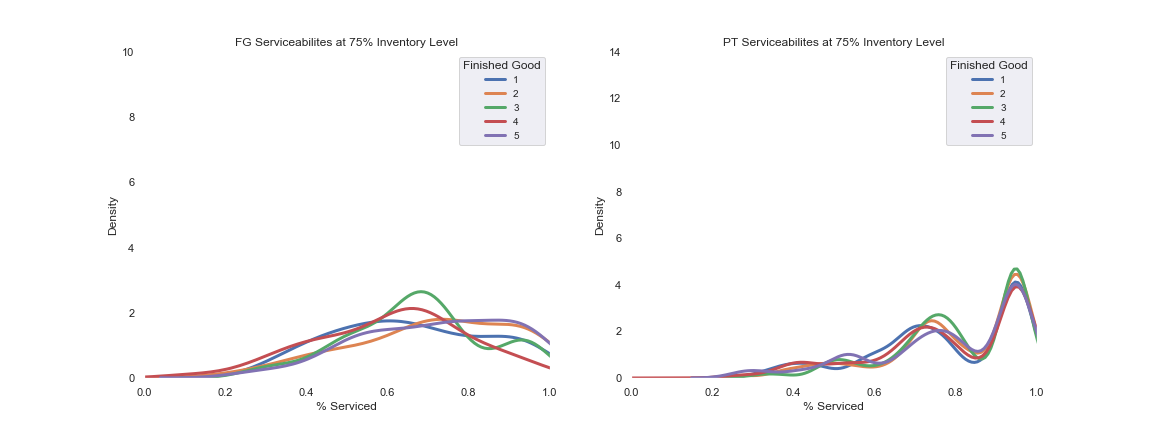 FG Serviceabilites at 75% Inventory Level
10
8
6
4
2
0
Density
0.0 0.2 0.4 0.6 0.8 1.0
% Serviced
Finished Good
1
2
3
4
5
PT Serviceabilites at 75% Inventory Level
14
12
10
8
6
4
2
0
Density
0.0 0.2 0.4 0.6 0.8 1.0
% Serviced
Finished Good
1
2
3
4
5